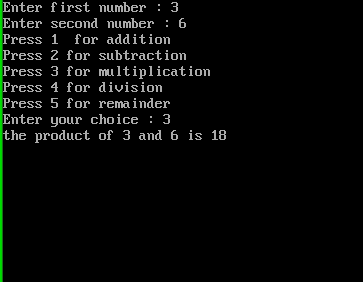 Enter first number : 3
Enter second number : 6
Press 1  for addition
Press 2 for subtraction
Press 3 for multiplication
Press 4 for division
Press 5 for remainder
Enter your choice : 3
the product of 3 and 6 is 18